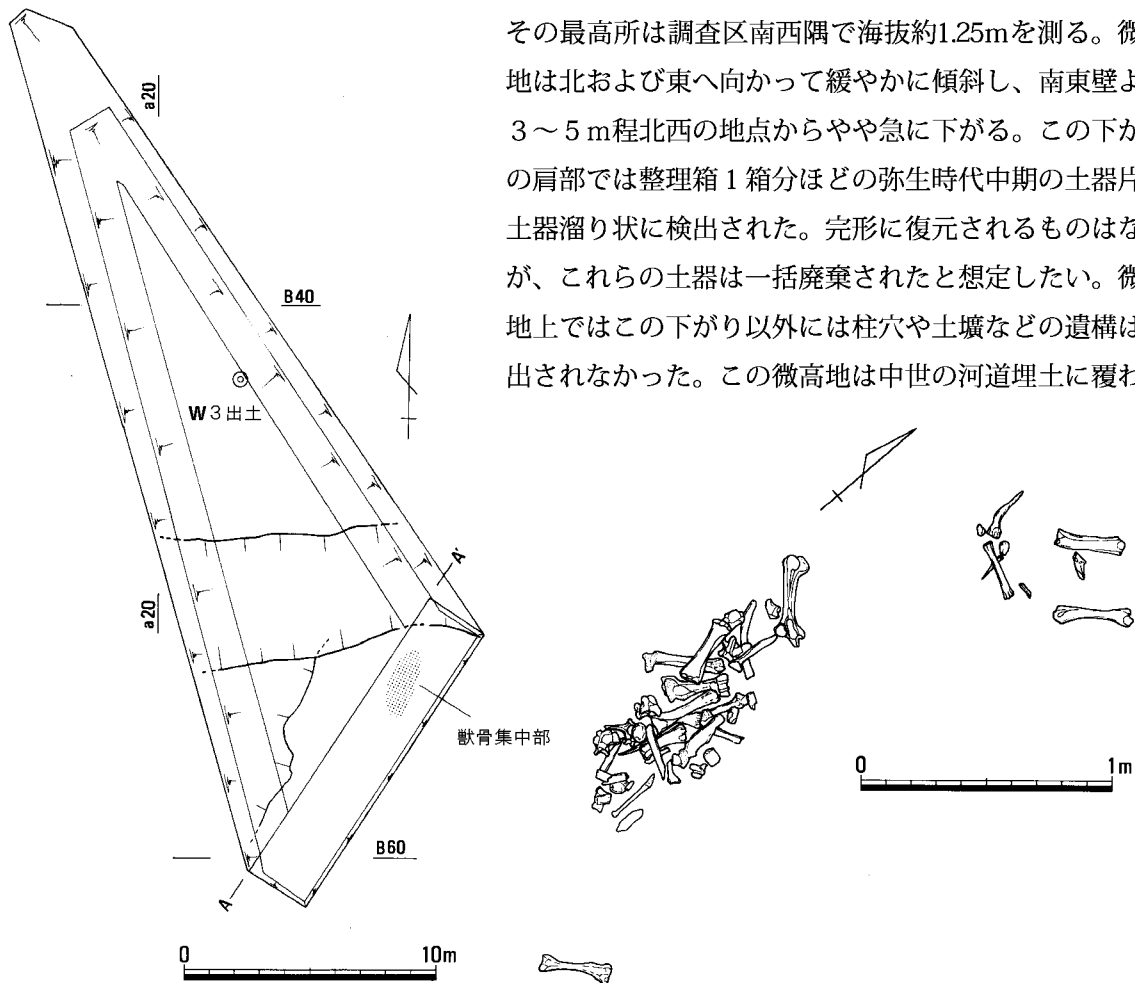 その最高所は調査区南西隅で海抜約1.25mを測る。微
地は北および東へ向かって緩やかに傾斜し、南東壁よ
3〜5m程北西の地点からやや急に下がる。この下が
の肩部では整理箱1箱分ほどの弥生時代中期の土器片
土器溜り状に検出された。完形に復元されるものはな
が、これらの土器は一括廃棄されたと想定したい。微
地上ではこの下がり以外には柱穴や土壙などの遺構は
出されなかった。この微高地は中世の河道埋土に覆わ
a20
B40
W3出土
A'
a20
獣骨集中部
B60
A
0 10m
0 1m